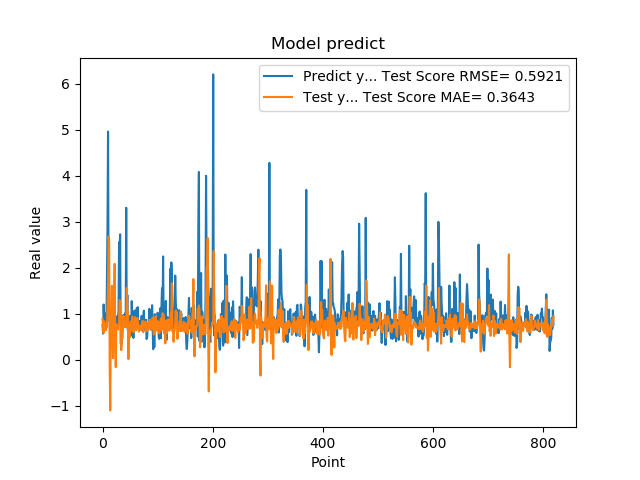 Model predict
Predict y... Test Score RMSE= 0.5921
Test y... Test Score MAE= 0.3643
6
5
4
3
2
1
0
−1
Real value
0 200 400 600 800
Point